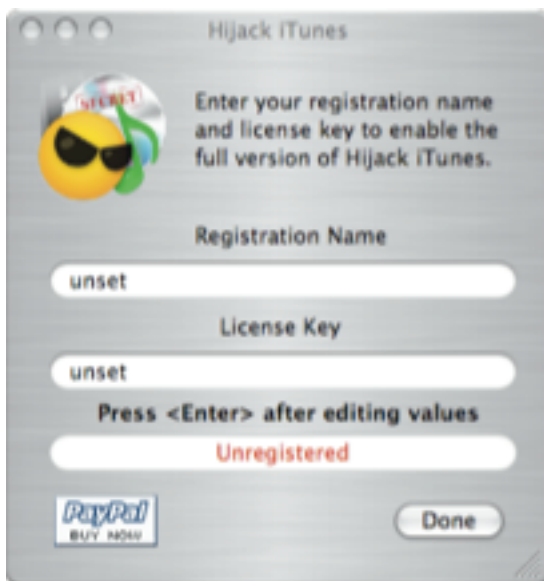 Hijack iTunes
SECRET
Enter your registration name
and license key to enable the
full version of Hijack iTunes.
Registration Name
unset
License Key
unset
Press <Enter> after editing values
Unregistered
PayPal
BUY NOW
Done